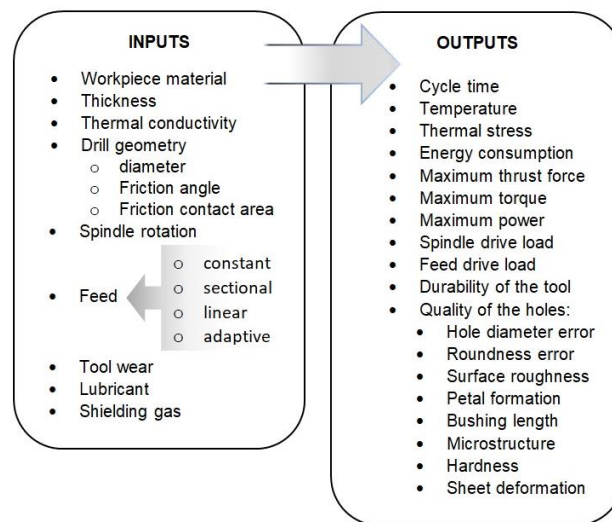 INPUTS
• Workpiece material
• Thickness
• Thermal conductivity
• Drill geometry
o diameter
o Friction angle
o Friction contact area
• Spindle rotation
• Feed
o constant
o sectional
o linear
o adaptive
• Tool wear
• Lubricant
• Shielding gas
OUTPUTS
• Cycle time
• Temperature
• Thermal stress
• Energy consumption
• Maximum thrust force
• Maximum torque
• Maximum power
• Spindle drive load
• Feed drive load
• Durability of the tool
• Quality of the holes:
• Hole diameter error
• Roundness error
• Surface roughness
• Petal formation
• Bushing length
• Microstructure
• Hardness
• Sheet deformation